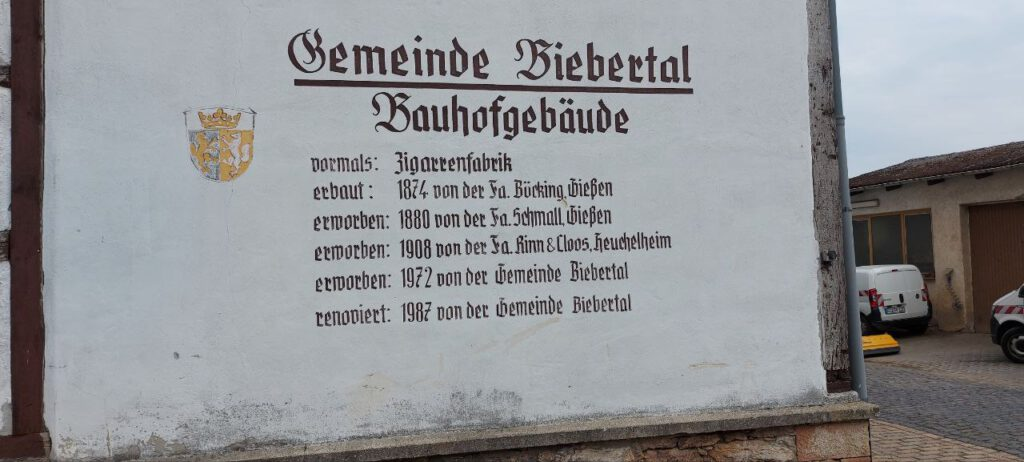 Gemeinde Biebertal
Bauhofgebäude
vormals: Zigarrenfabrik
erbaut: 1874 von der Fa. Böcking, Gießen
erworben: 1880 von der Fa. Schmall, Gießen
erworben: 1908 von der Fa. Rinn & Cloos, Heuchelheim
erworben: 1972 von der Gemeinde Biebertal
renoviert: 1987 von der Gemeinde Biebertal